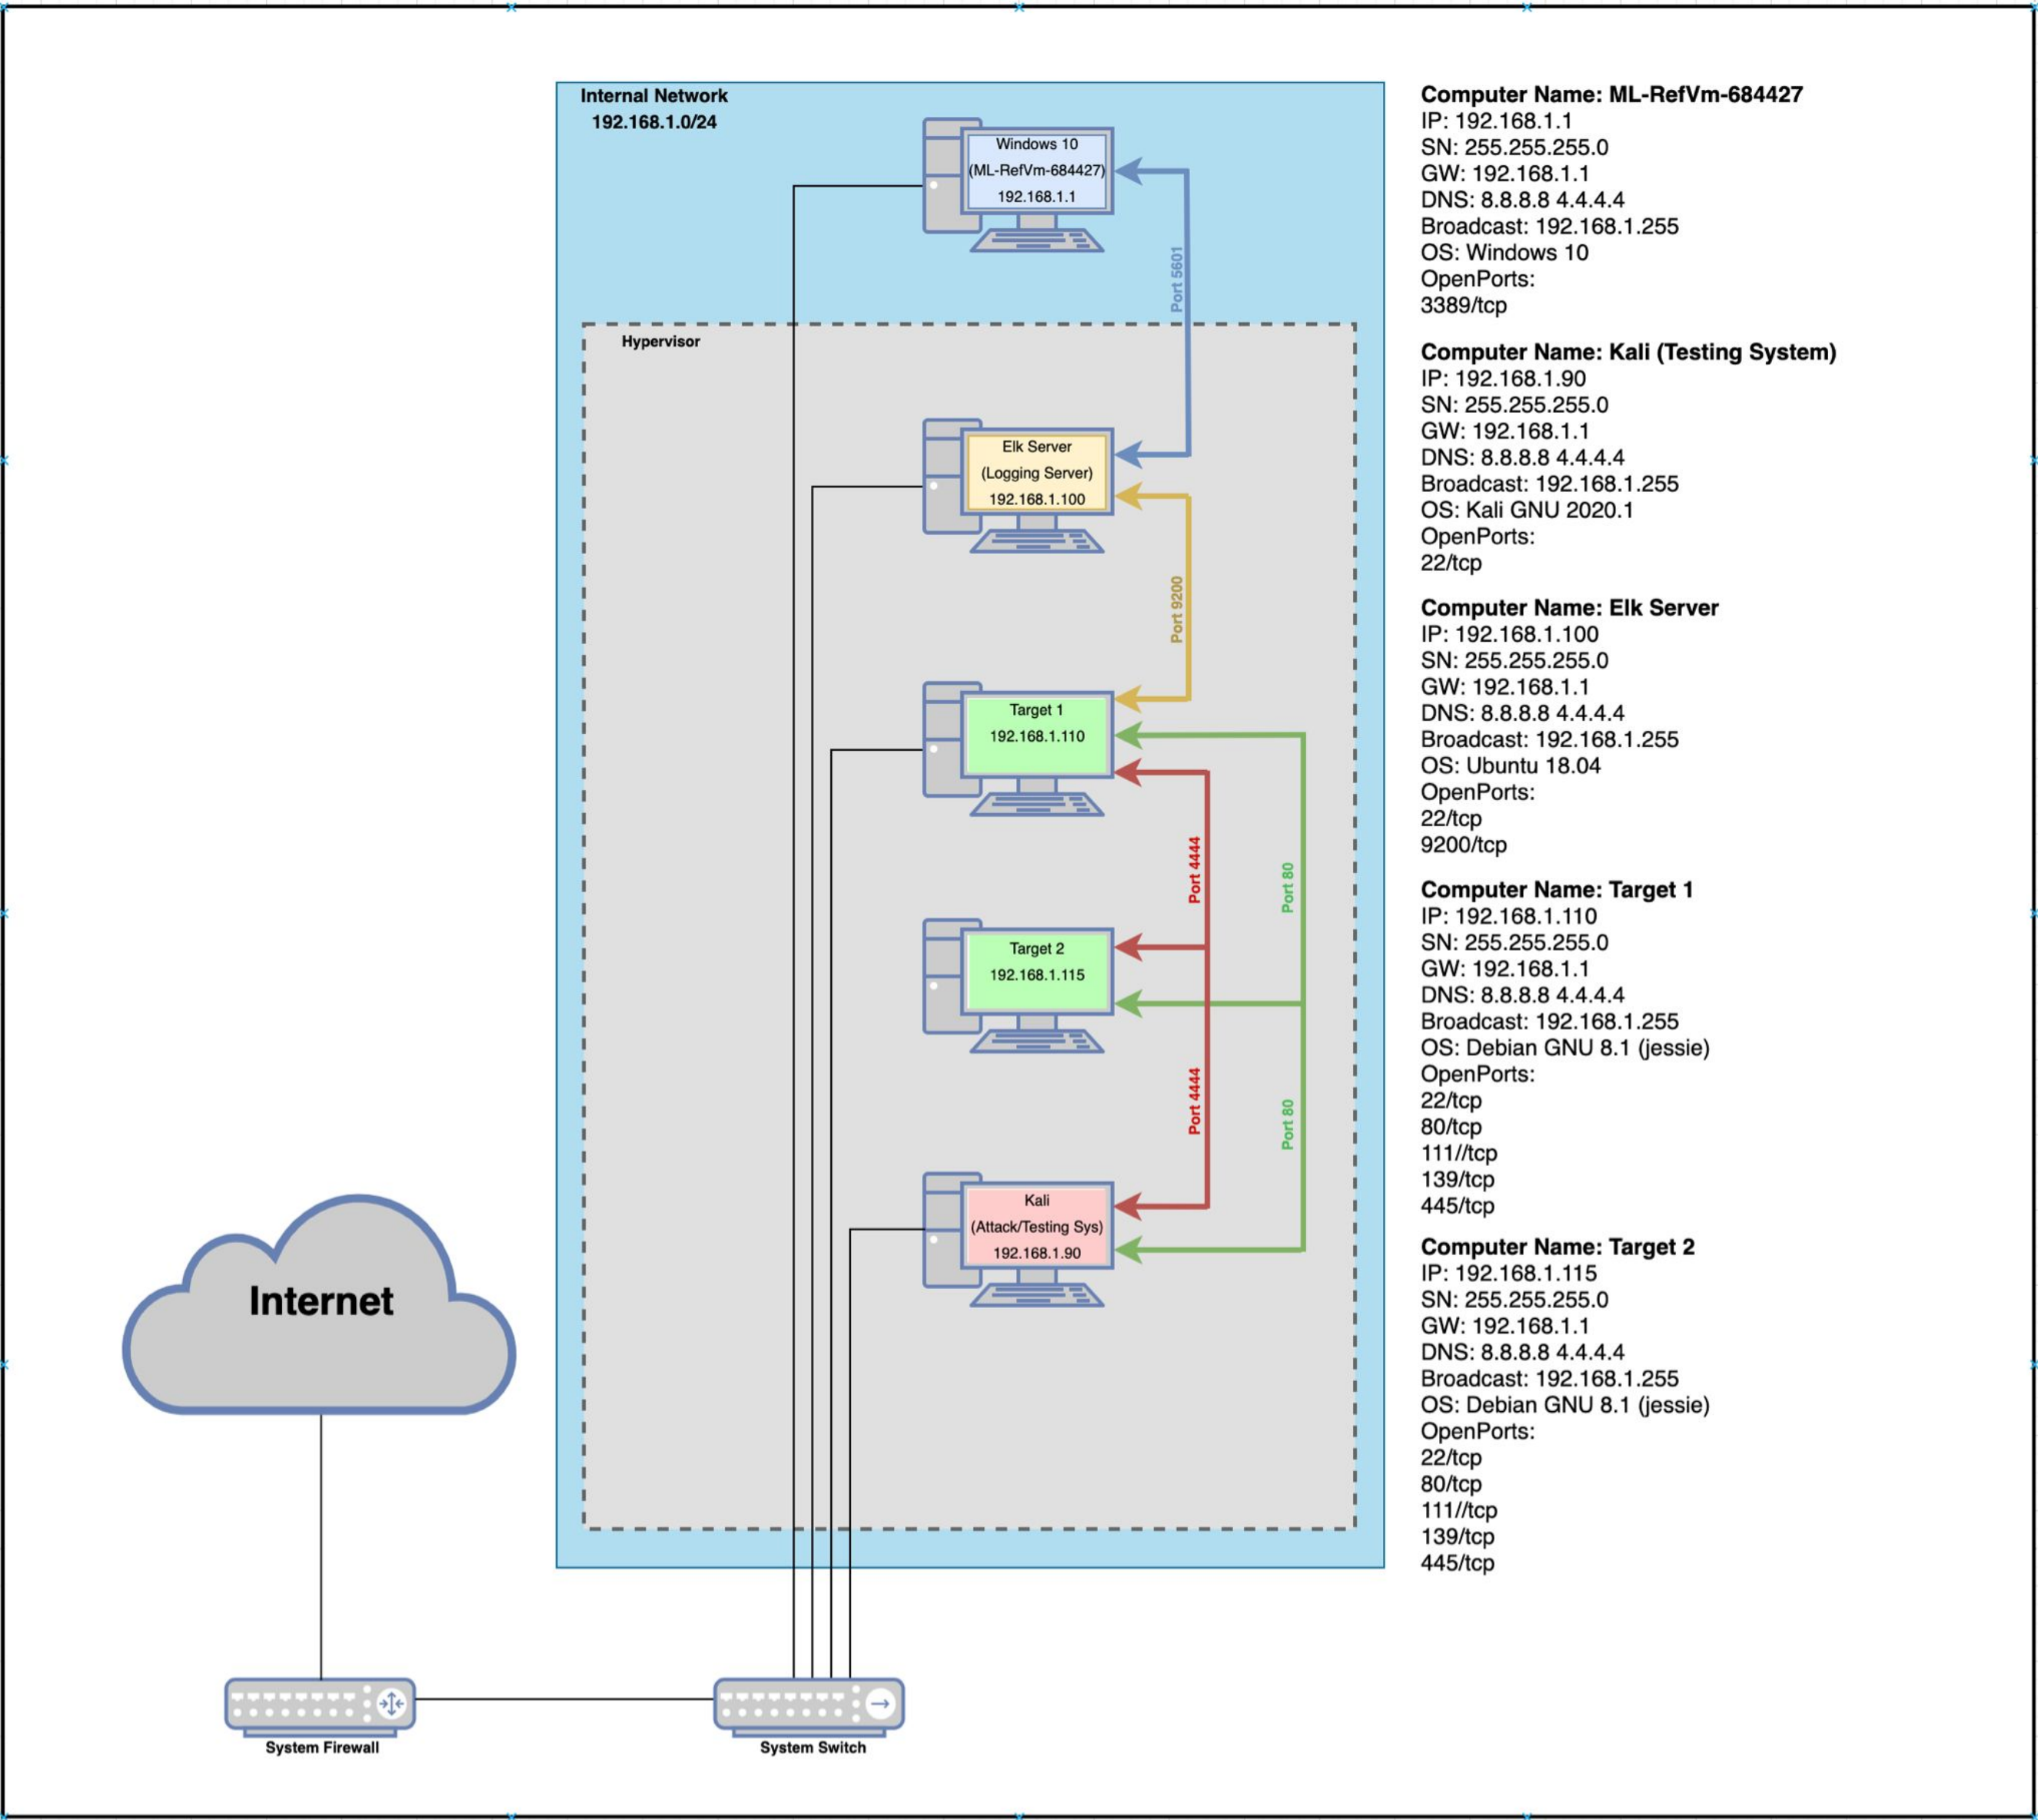 Internal Network
192.168.1.0/24
Windows 10
(ML-RefVm-684427)
192.168.1.1
Port 5601
Hypervisor
Elk Server
(Logging Server)
192.168.1.100
Port 9200
Target 1
192.168.1.110
Port 4444
Port 80
Target 2
192.168.1.115
Port 4444
Port 80
Kali
(Attack/Testing Sys)
192.168.1.90
Internet
System Firewall
System Switch
Computer Name: ML-RefVm-684427
IP: 192.168.1.1
SN: 255.255.255.0
GW: 192.168.1.1
DNS: 8.8.8.8 4.4.4.4
Broadcast: 192.168.1.255
OS: Windows 10
OpenPorts:
3389/tcp
Computer Name: Kali (Testing System)
IP: 192.168.1.90
SN: 255.255.255.0
GW: 192.168.1.1
DNS: 8.8.8.8 4.4.4.4
Broadcast: 192.168.1.255
OS: Kali GNU 2020.1
OpenPorts:
22/tcp
Computer Name: Elk Server
IP: 192.168.1.100
SN: 255.255.255.0
GW: 192.168.1.1
DNS: 8.8.8.8 4.4.4.4
Broadcast: 192.168.1.255
OS: Ubuntu 18.04
OpenPorts:
22/tcp
9200/tcp
Computer Name: Target 1
IP: 192.168.1.110
SN: 255.255.255.0
GW: 192.168.1.1
DNS: 8.8.8.8 4.4.4.4
Broadcast: 192.168.1.255
OS: Debian GNU 8.1 (jessie)
OpenPorts:
22/tcp
80/tcp
111//tcp
139/tcp
445/tcp
Computer Name: Target 2
IP: 192.168.1.115
SN: 255.255.255.0
GW: 192.168.1.1
DNS: 8.8.8.8 4.4.4.4
Broadcast: 192.168.1.255
OS: Debian GNU 8.1 (jessie)
OpenPorts:
22/tcp
80/tcp
111//tcp
139/tcp
445/tcp